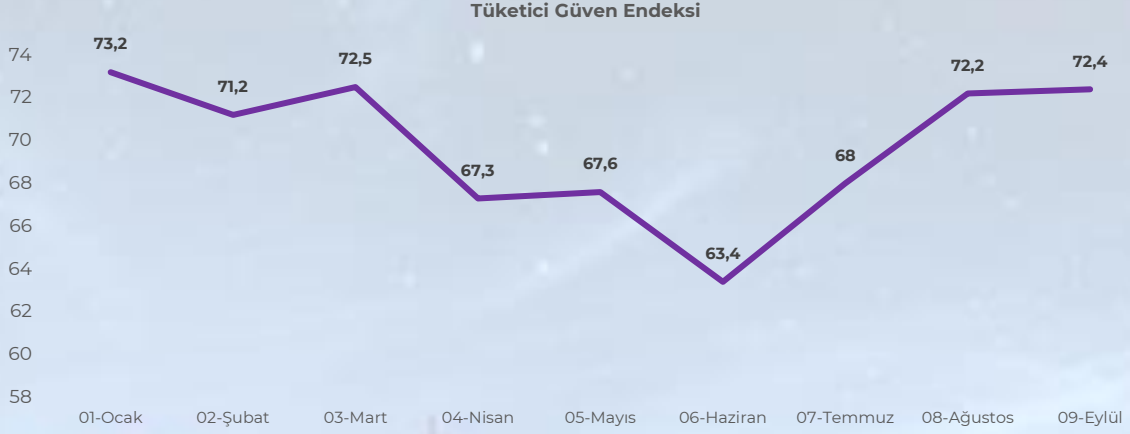 Tüketici Güven Endeksi
74
72
70
68
66
64
62
60
58
73,2
71,2
72,5
67,3
67,6
63,4
68
72,2
72,4
01-Ocak
02-Şubat
03-Mart
04-Nisan
05-Mayıs
06-Haziran
07-Temmuz
08-Ağustos
09-Eylül